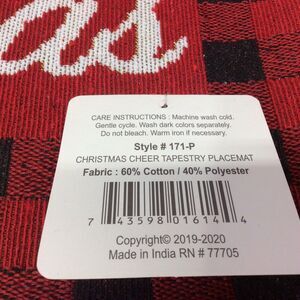 as
CARE INSTRUCTIONS : Machine wash cold.
Gentle cycle. Wash dark colors separately.
Do not bleach. Warm iron if necessary.
Style # 171-P
CHRISTMAS CHEER TAPESTRY PLACEMAT
Fabric : 60% Cotton / 40% Polyester
7 43598 01614 4
Copyright© 2019-2020
Made in India RN # 77705